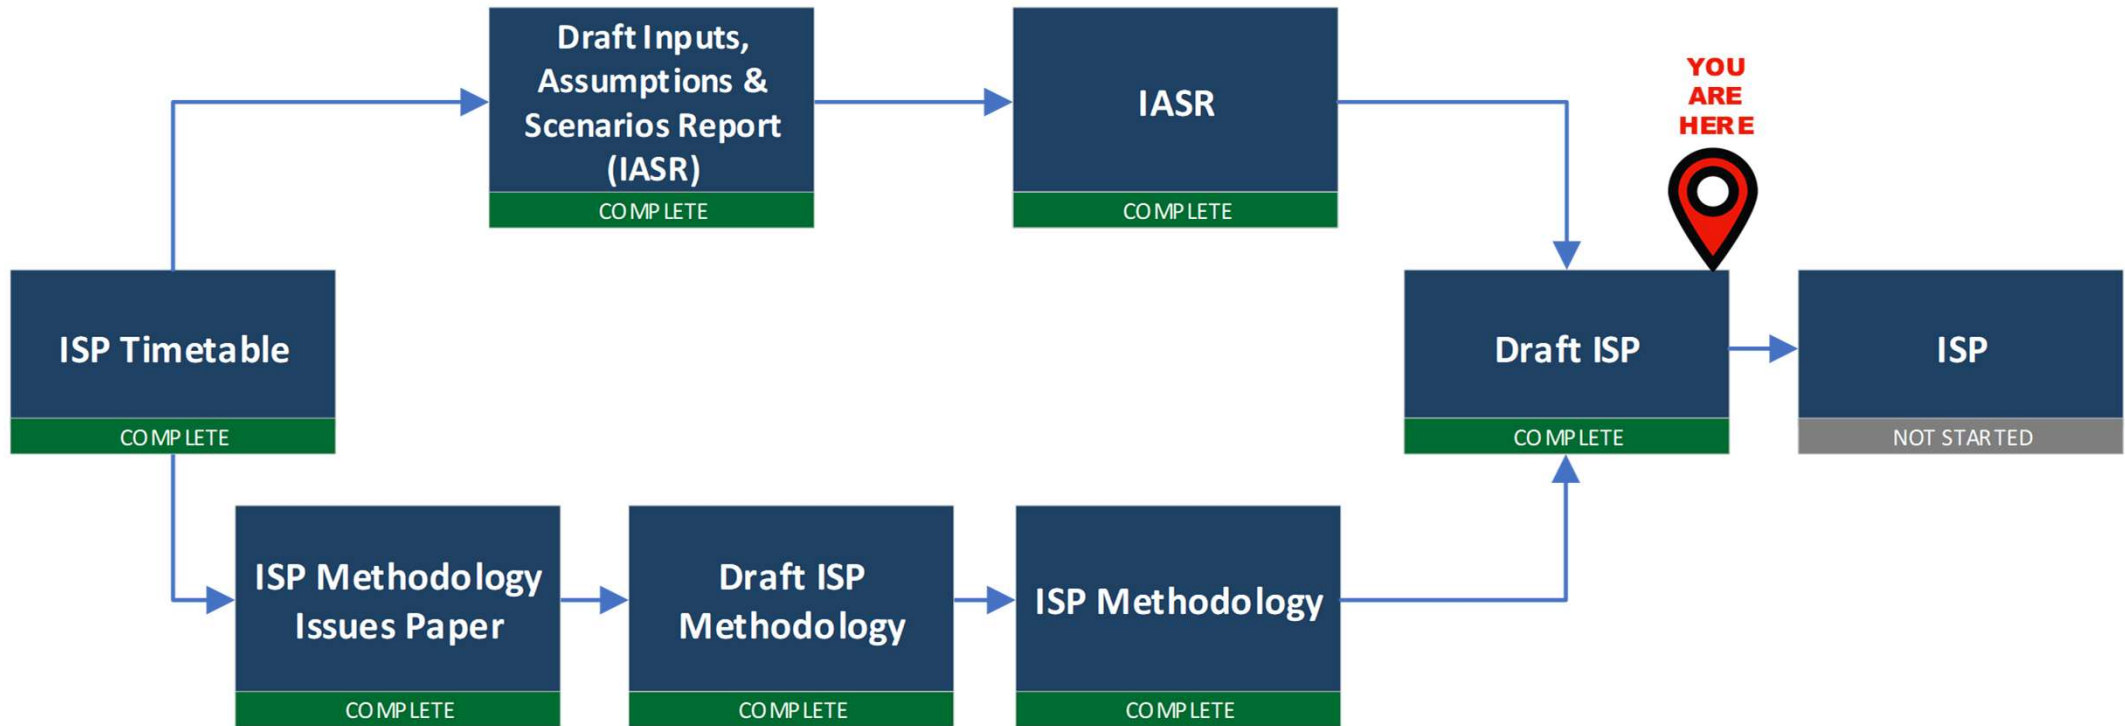 Draft Inputs,
Assumptions &
Scenarios Report
(IASR)
COMPLETE
IASR
COMPLETE
YOU
ARE
HERE
ISP Timetable
COMPLETE
Draft ISP
COMPLETE
ISP
NOT STARTED
ISP Methodology
Issues Paper
COMPLETE
Draft ISP
Methodology
COMPLETE
ISP Methodology
COMPLETE